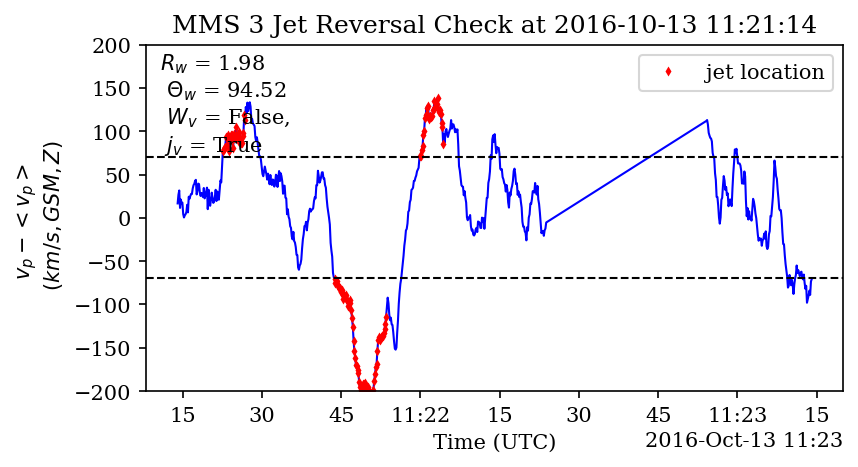 MMS 3 Jet Reversal Check at 2016-10-13 11:21:14
R_w = 1.98
Θ_w = 94.52
W_v = False,
j_v = True
jet location
200
150
100
50
0
−50
−100
−150
−200
v_p − < v_p >
(km/s, GSM, Z)
15 30 45 11:22 15 30 45 11:23 15
Time (UTC)
2016-Oct-13 11:23